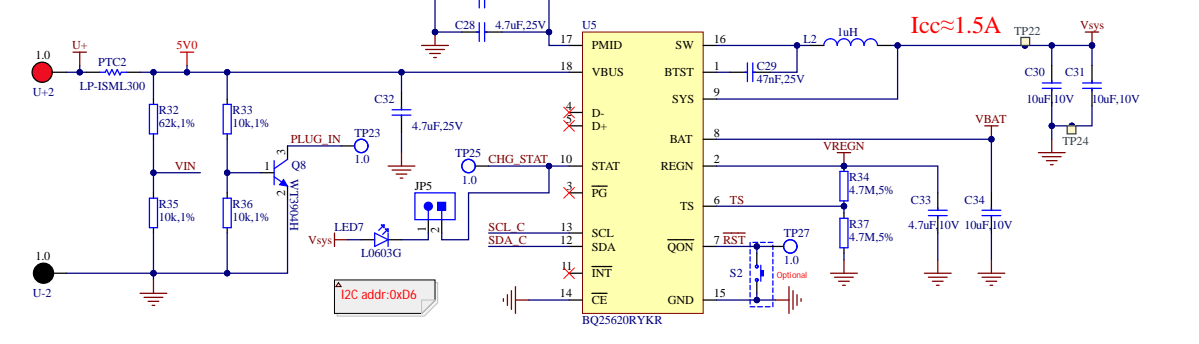 C28
4.7uF,25V
U5
1.0
U+2
U+
PTC2
LP-ISML300
5V0
R32
62k,1%
R33
10k,1%
VIN
R35
10k,1%
R36
10k,1%
PLUG_IN
TP23
1.0
3
1
2
Q8
WT3904H
C32
4.7uF,25V
TP25
1.0
CHG_STAT
JP5
1
2
LED7
Vsys
L0603G
SCL_C
SDA_C
1.0
U-2
I2C addr:0xD6
17 PMID
18 VBUS
4 D-
5 D+
10 STAT
3 PG
13 SCL
12 SDA
11 INT
14 CE
BQ25620RYKR
SW 16
BTST 1
SYS 9
BAT 8
REGN 2
TS 6
QON 7
GND 15
L2
1uH
C29
47nF,25V
Icc≈1.5A
TP22
Vsys
C30
10uF,10V
C31
10uF,10V
TP24
VBAT
VREGN
R34
4.7M,5%
TS
R37
4.7M,5%
C33
4.7uF,10V
C34
10uF,10V
RST
TP27
1.0
S2
Optional